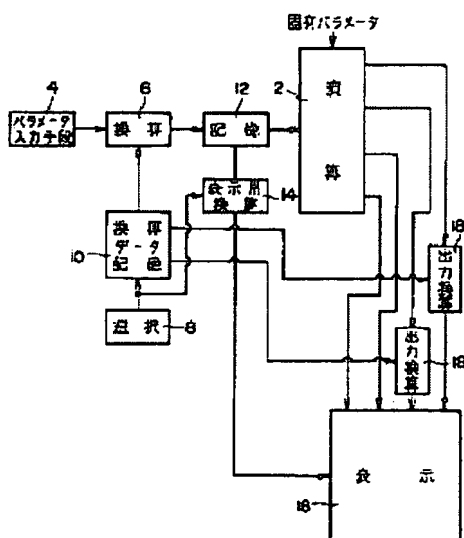 固有パラメータ
4
パラメータ
入力手段
6
換算
12
記憶
2
演算
表示用
換算
14
換算
データ
記憶
10
選択
8
18
出力換算
出力換算
18
表示
18